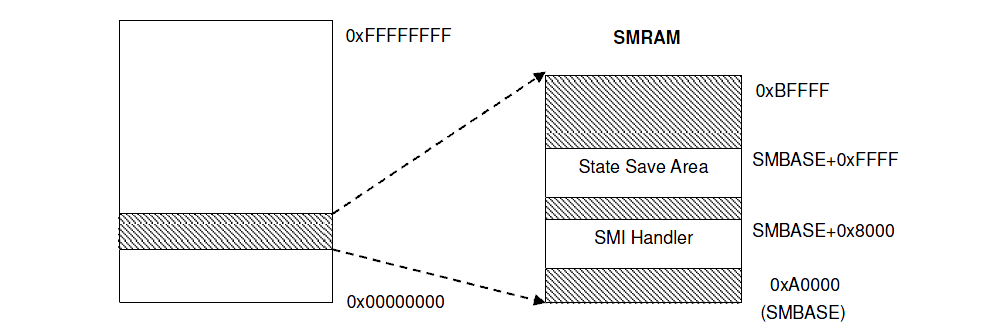 0xFFFFFFFF
SMRAM
0xBFFFF
State Save Area
SMBASE+0xFFFF
SMI Handler
SMBASE+0x8000
0xA0000
(SMBASE)
0x00000000